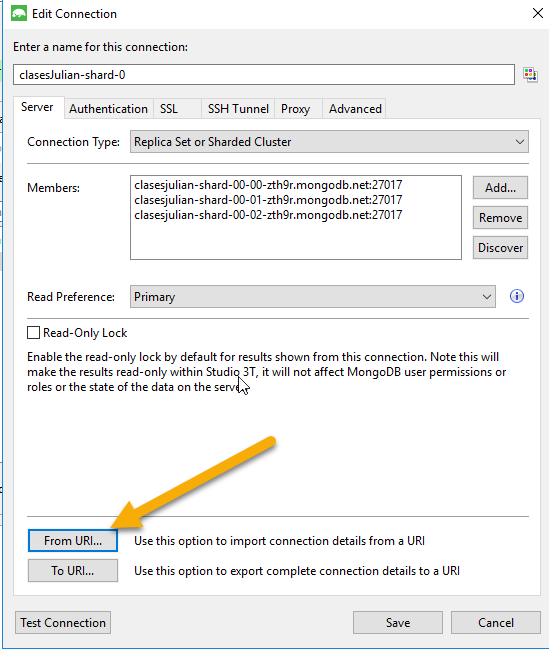 Edit Connection
Enter a name for this connection:
clasesJulian-shard-0
Server Authentication SSL SSH Tunnel Proxy Advanced
Connection Type: Replica Set or Sharded Cluster
Members: clasesjulian-shard-00-00-zth9r.mongodb.net:27017 Add...
clasesjulian-shard-00-01-zth9r.mongodb.net:27017
clasesjulian-shard-00-02-zth9r.mongodb.net:27017 Remove
Discover
Read Preference: Primary
Read-Only Lock
Enable the read-only lock by default for results shown from this connection. Note this will
make the results read-only within Studio 3T, it will not affect MongoDB user permissions or
roles or the state of the data on the server
From URI... Use this option to import connection details from a URI
To URI... Use this option to export complete connection details to a URI
Test Connection Save Cancel